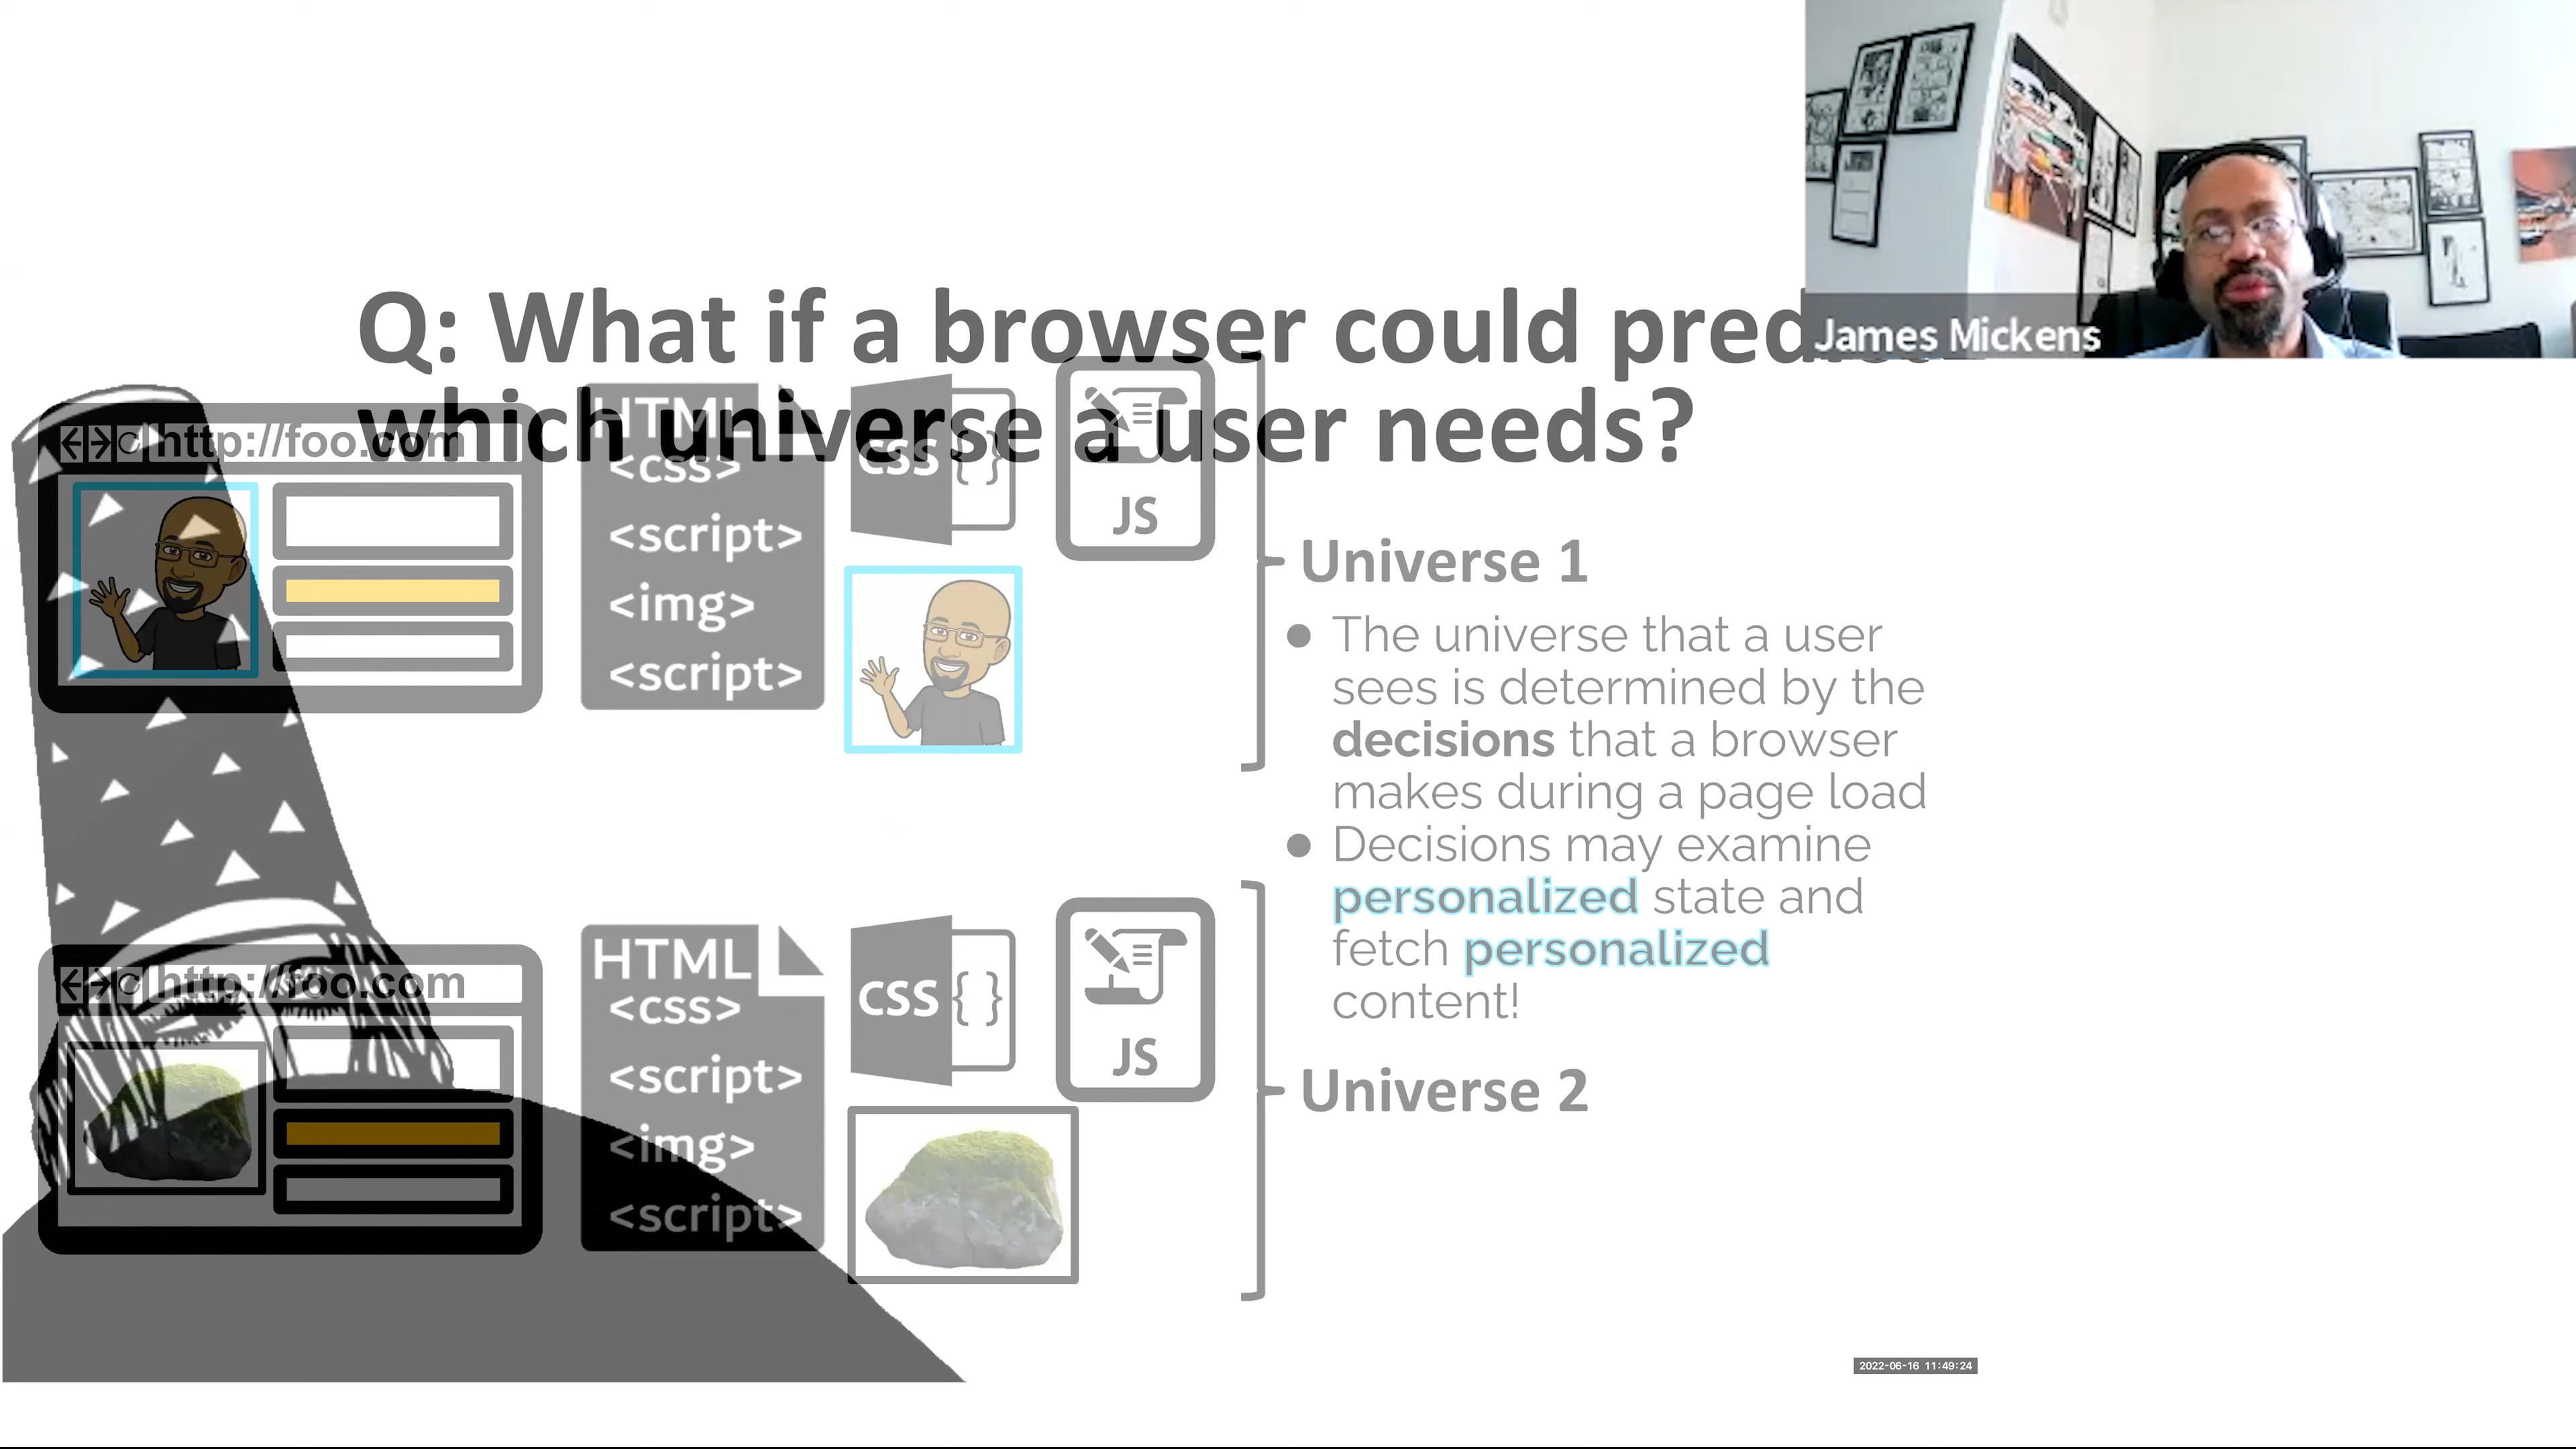 Q: What if a browser could
which universe a user needs?
James Mickens
http://foo.com
HTML
<css>
<script>
<img>
<script>
CSS { }
JS
Universe 1
• The universe that a user
sees is determined by the
decisions that a browser
makes during a page load
• Decisions may examine
personalized state and
fetch personalized
content!
http://foo.com
HTML
<css>
<script>
<img>
<script>
CSS { }
JS
Universe 2
2022-06-16 11:49:24